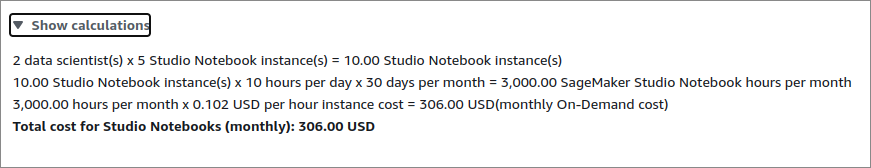 Show calculations
2 data scientist(s) x 5 Studio Notebook instance(s) = 10.00 Studio Notebook instance(s)
10.00 Studio Notebook instance(s) x 10 hours per day x 30 days per month = 3,000.00 SageMaker Studio Notebook hours per month
3,000.00 hours per month x 0.102 USD per hour instance cost = 306.00 USD(monthly On-Demand cost)
Total cost for Studio Notebooks (monthly): 306.00 USD